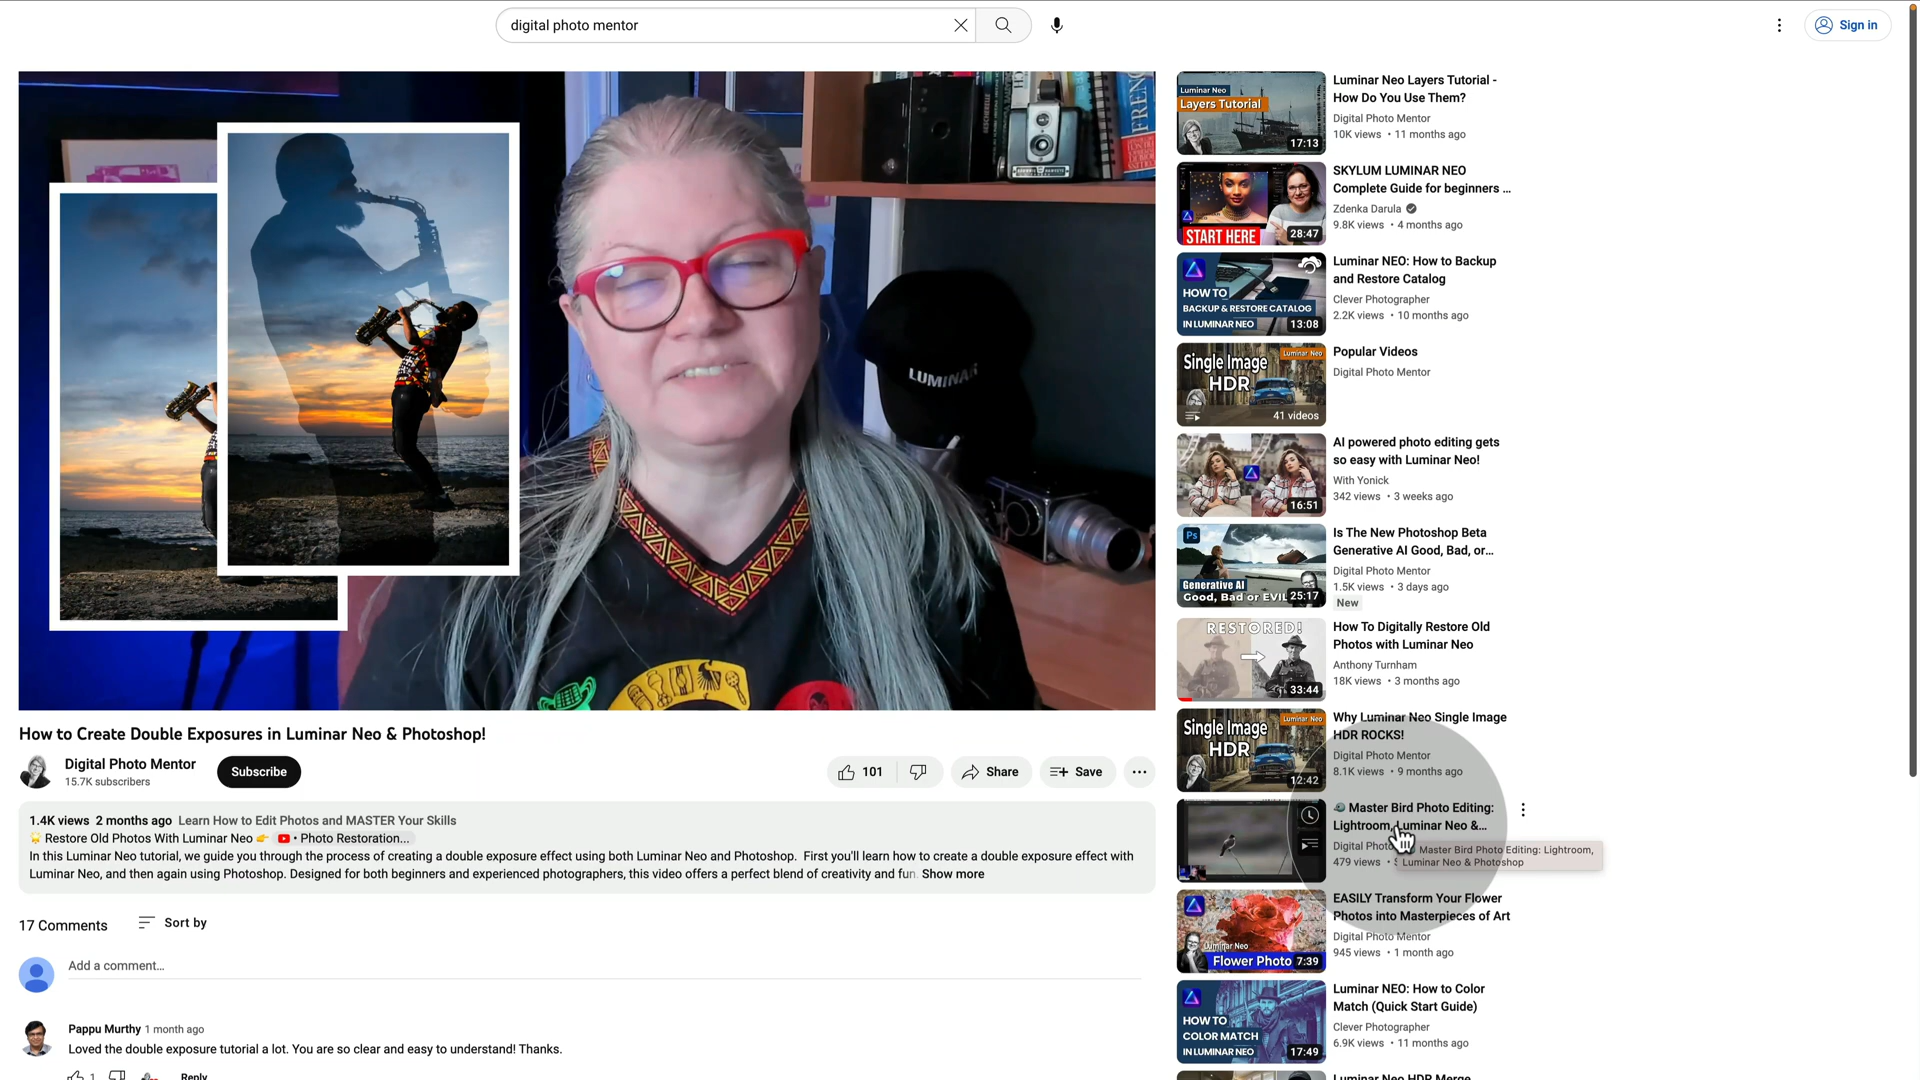 digital photo mentor
Sign in
LUMINAR
FRENCH
How to Create Double Exposures in Luminar Neo & Photoshop!
Digital Photo Mentor
15.7K subscribers
Subscribe
101
Share
Save
1.4K views 2 months ago Learn How to Edit Photos and MASTER Your Skills
Restore Old Photos With Luminar Neo 👉 • Photo Restoration...
In this Luminar Neo tutorial, we guide you through the process of creating a double exposure effect using both Luminar Neo and Photoshop. First you'll learn how to create a double exposure effect with
Luminar Neo, and then again using Photoshop. Designed for both beginners and experienced photographers, this video offers a perfect blend of creativity and fun. Show more
17 Comments
Sort by
Add a comment...
Pappu Murthy 1 month ago
Loved the double exposure tutorial a lot. You are so clear and easy to understand! Thanks.
1
Reply
Luminar Neo
Layers Tutorial
17:13
Luminar Neo Layers Tutorial -
How Do You Use Them?
Digital Photo Mentor
10K views • 11 months ago
START HERE
28:47
SKYLUM LUMINAR NEO
Complete Guide for beginners ...
Zdenka Darula
9.8K views • 4 months ago
HOW TO
BACKUP & RESTORE CATALOG
IN LUMINAR NEO
13:08
Luminar NEO: How to Backup
and Restore Catalog
Clever Photographer
2.2K views • 10 months ago
Single Image
HDR
Luminar Neo
41 videos
Popular Videos
Digital Photo Mentor
16:51
AI powered photo editing gets
so easy with Luminar Neo!
With Yonick
342 views • 3 weeks ago
Ps
Generative AI
Good, Bad or EVIL
25:17
Is The New Photoshop Beta
Generative AI Good, Bad, or...
Digital Photo Mentor
1.5K views • 3 days ago
New
RESTORED!
33:44
How To Digitally Restore Old
Photos with Luminar Neo
Anthony Turnham
18K views • 3 months ago
Single Image
HDR
Luminar Neo
12:42
Why Luminar Neo Single Image
HDR ROCKS!
Digital Photo Mentor
8.1K views • 9 months ago
Master Bird Photo Editing:
Lightroom, Luminar Neo &...
Digital Photo
479 views •
Master Bird Photo Editing: Lightroom,
Luminar Neo & Photoshop
Luminar Neo
Flower Photo
7:39
EASILY Transform Your Flower
Photos into Masterpieces of Art
Digital Photo Mentor
945 views • 1 month ago
HOW TO
COLOR MATCH
IN LUMINAR NEO
17:49
Luminar NEO: How to Color
Match (Quick Start Guide)
Clever Photographer
6.9K views • 11 months ago
Luminar Neo HDR Merge